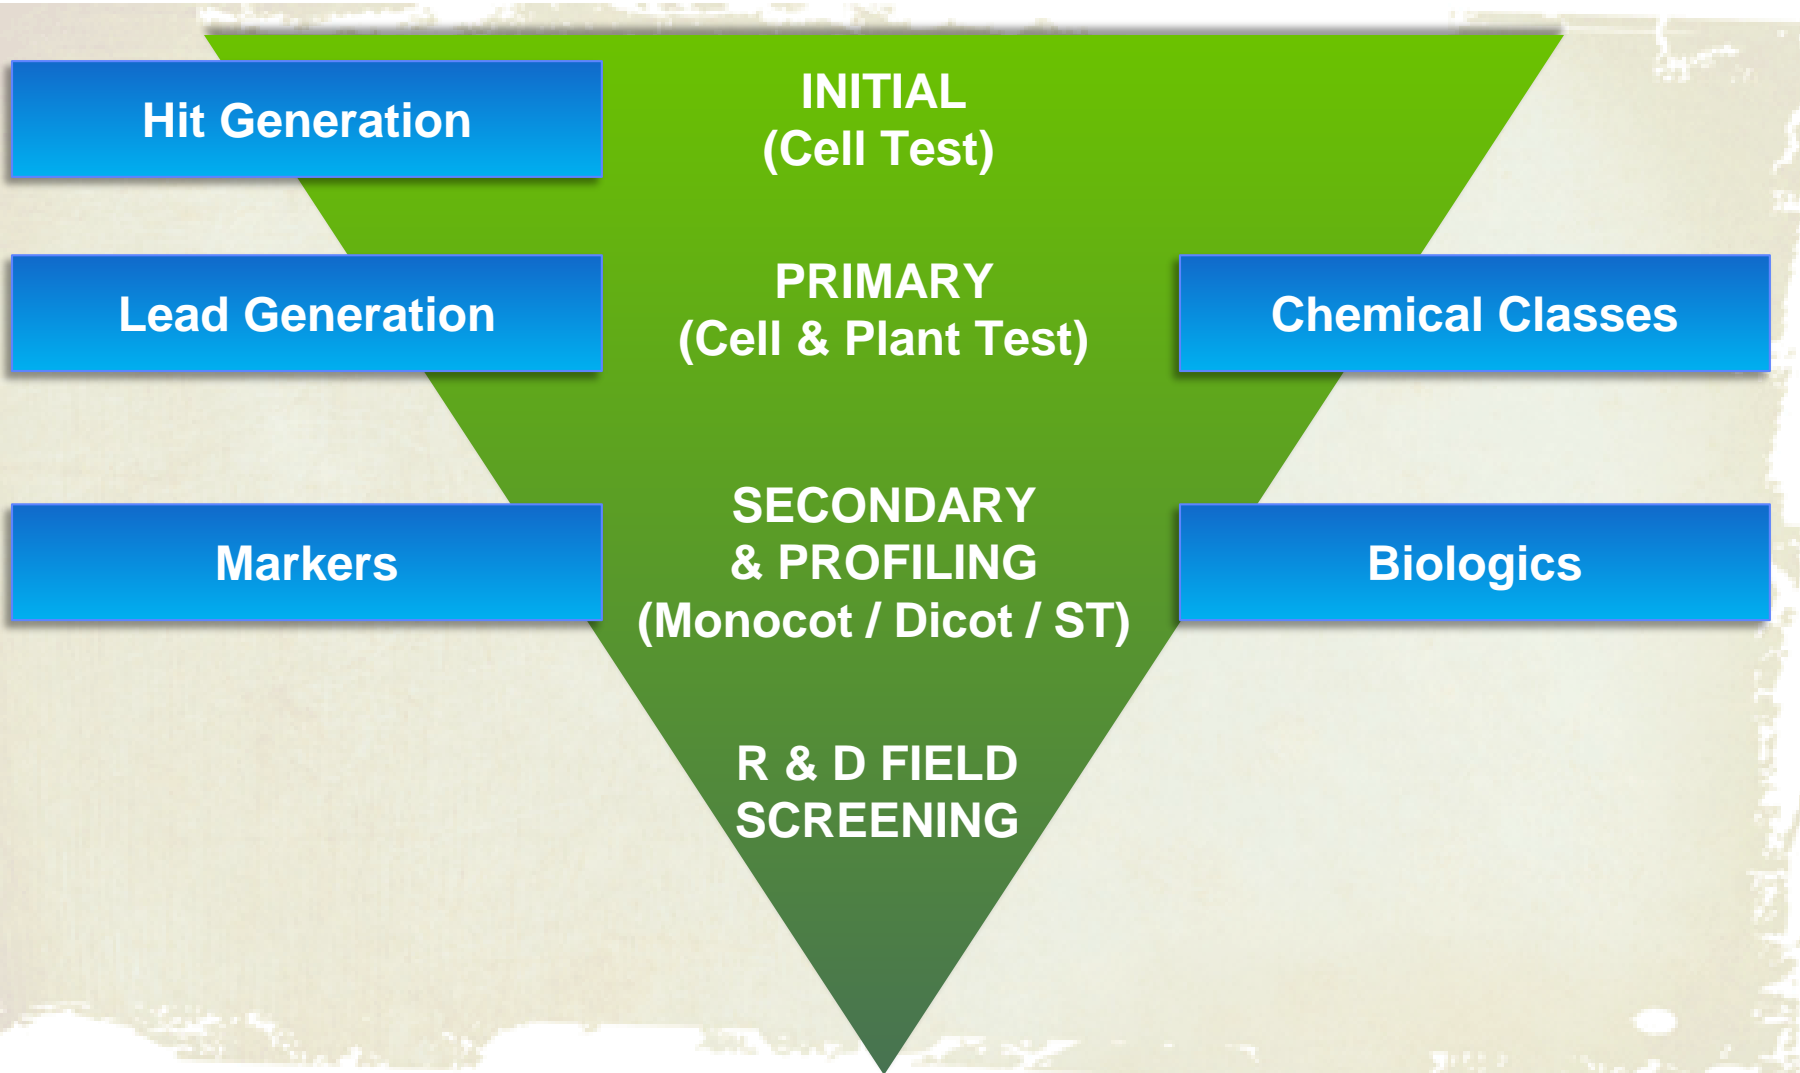 Hit Generation
INITIAL
(Cell Test)
Lead Generation
PRIMARY
(Cell & Plant Test)
Chemical Classes
Markers
SECONDARY
& PROFILING
(Monocot / Dicot / ST)
Biologics
R & D FIELD
SCREENING